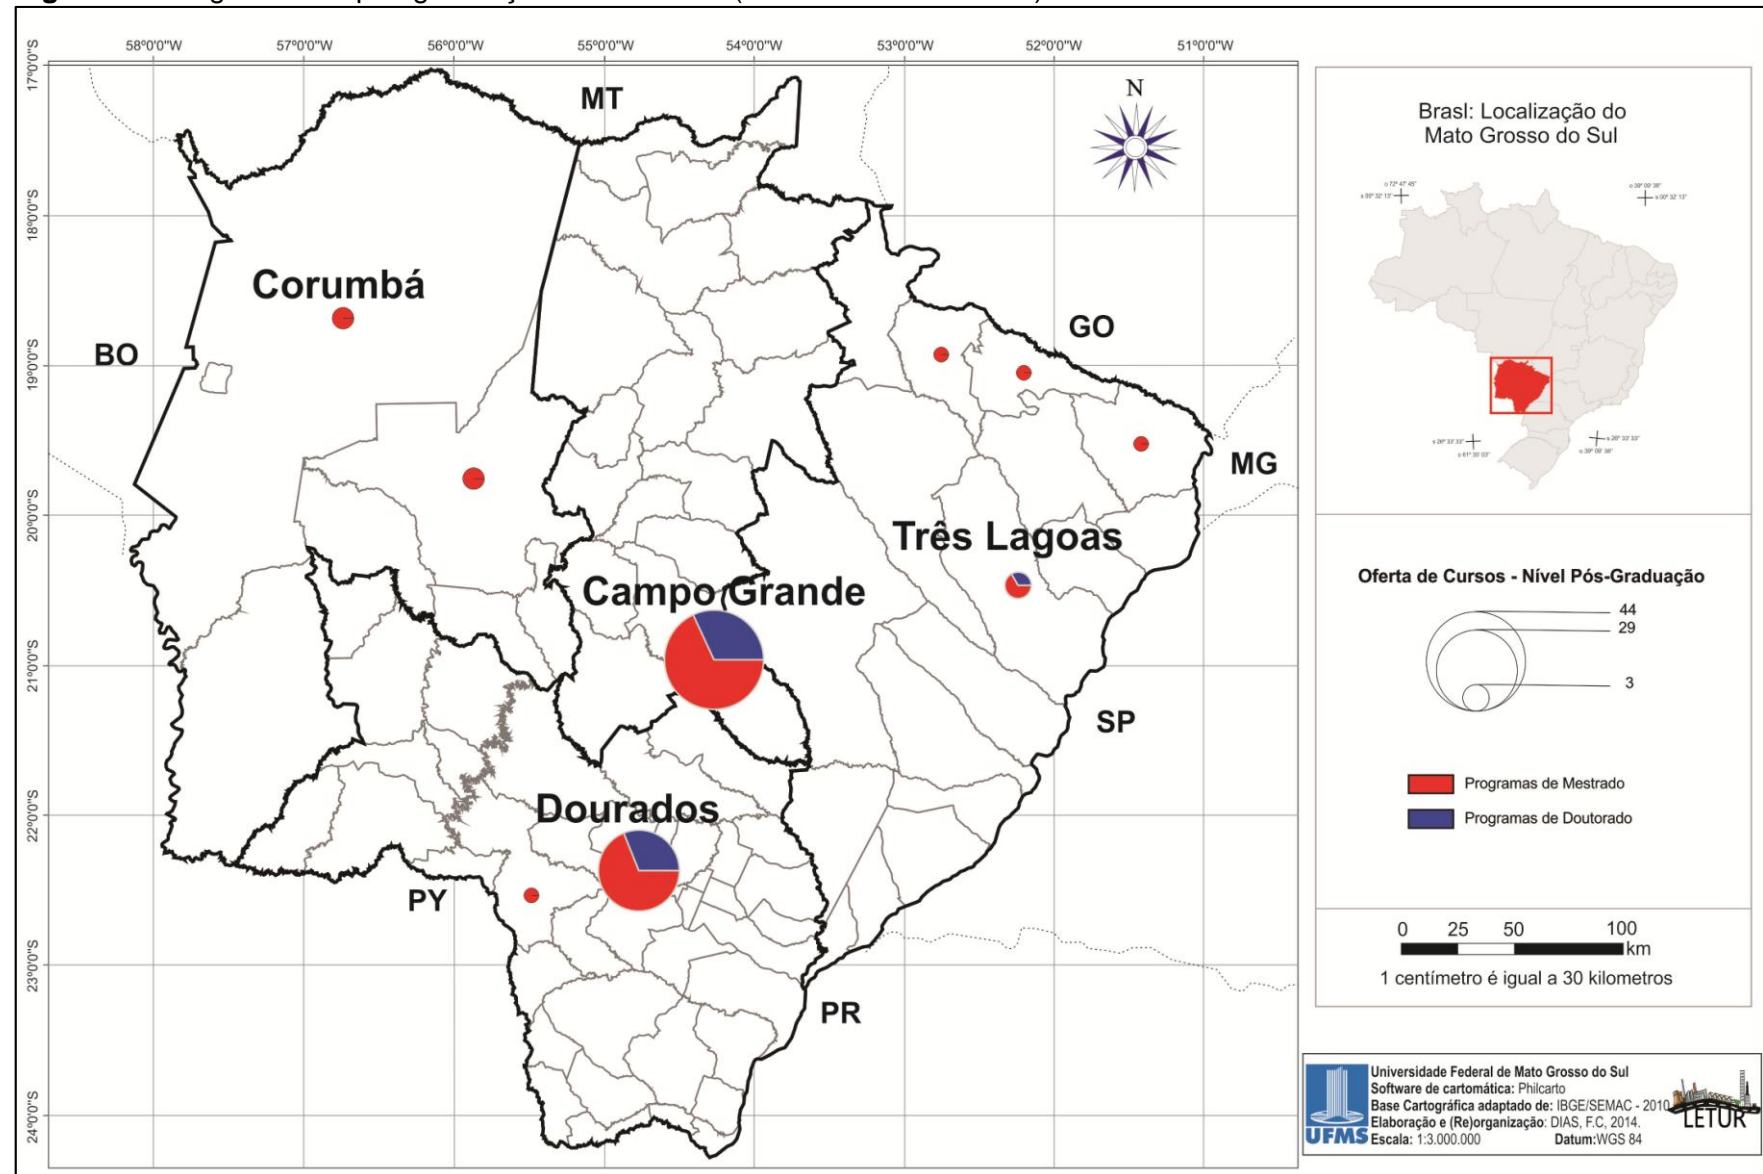 58°0'0"W 57°0'0"W 56°0'0"W 55°0'0"W 54°0'0"W 53°0'0"W 52°0'0"W 51°0'0"W
17°0'0"S
18°0'0"S
19°0'0"S
20°0'0"S
21°0'0"S
22°0'0"S
23°0'0"S
24°0'0"S
MT
N
Corumbá
BO
GO
MG
Três Lagoas
Campo Grande
SP
Dourados
PY
PR
Brasl: Localização do
Mato Grosso do Sul
Oferta de Cursos - Nível Pós-Graduação
44
29
3
Programas de Mestrado
Programas de Doutorado
0 25 50 100
km
1 centímetro é igual a 30 kilometros
UFMS
Universidade Federal de Mato Grosso do Sul
Software de cartomática: Philcarto
Base Cartográfica adaptado de: IBGE/SEMAC - 2010
Elaboração e (Re)organização: DIAS, F.C, 2014.
Escala: 1:3.000.000 Datum:WGS 84
LETUR